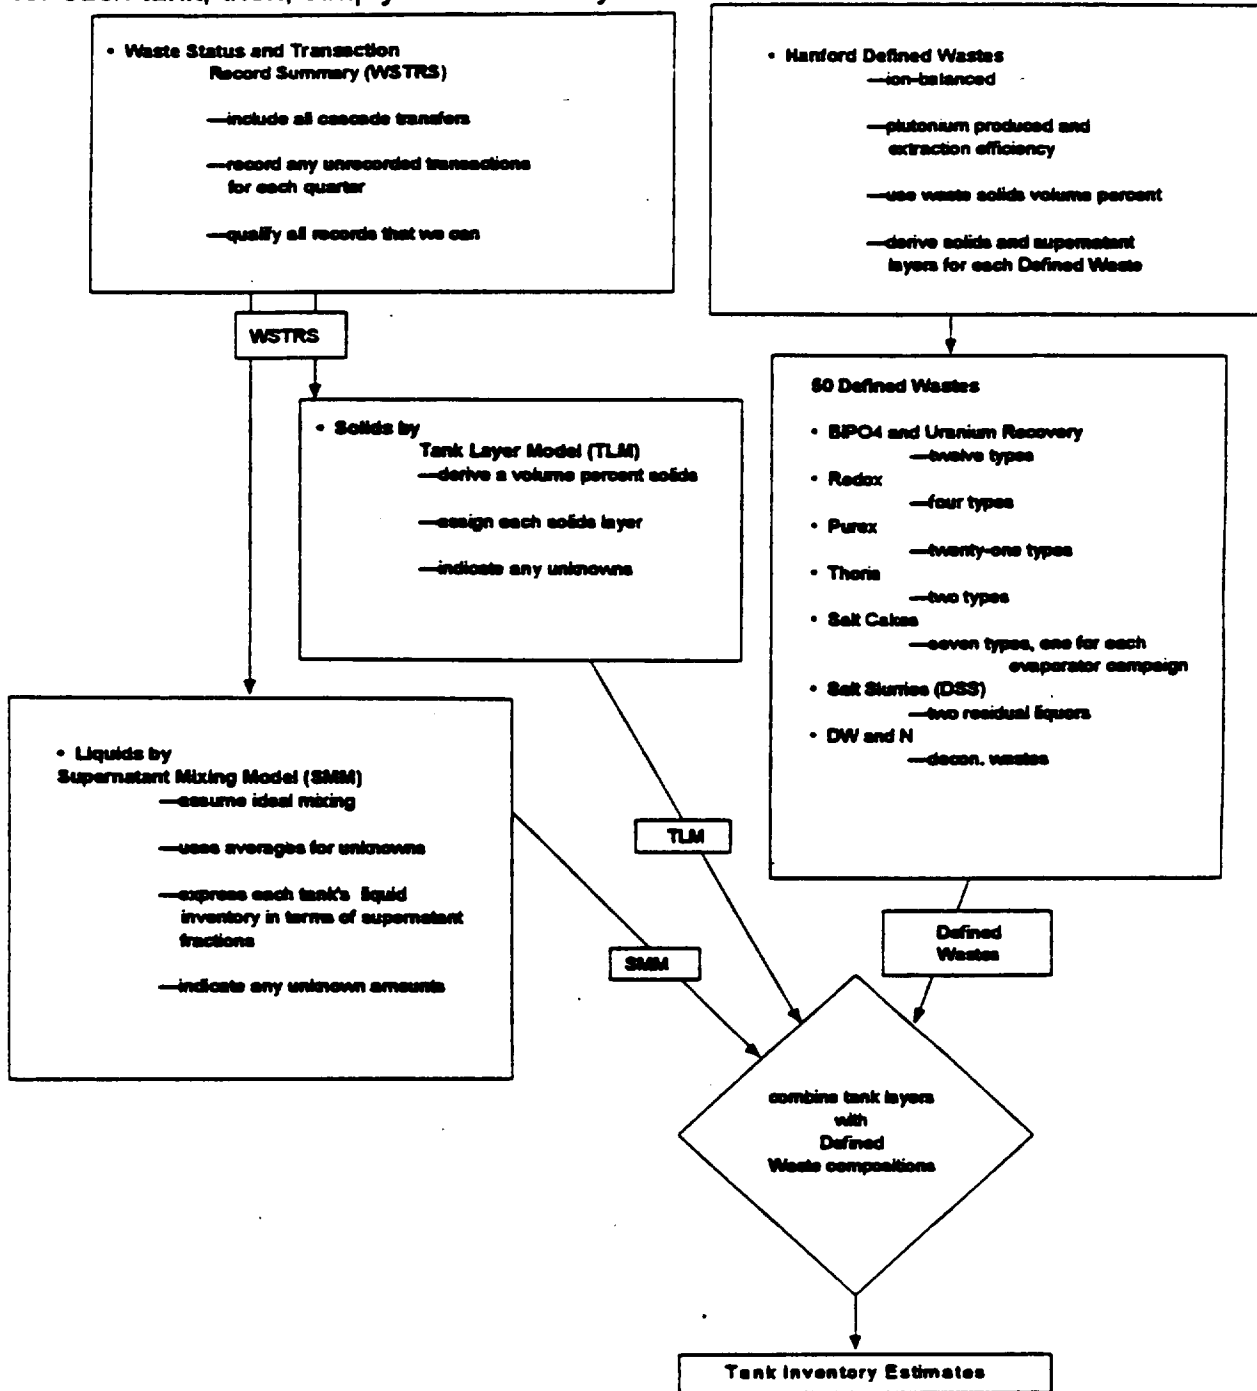 • Waste Status and Transaction
Record Summary (WSTRS)
—include all cascade transfers
—record any unrecorded transactions
for each quarter
—qualify all records that we can
• Hanford Defined Wastes
—ion-balanced
—plutonium produced and
extraction efficiency
—use waste solids volume percent
—derive solids and supernatant
layers for each Defined Waste
WSTRS
• Solids by
Tank Layer Model (TLM)
—derive a volume percent solids
—assign each solids layer
—indicate any unknowns
50 Defined Wastes
• BiPO4 and Uranium Recovery
—twelve types
• Redox
—four types
• Purex
—twenty-one types
• Thoria
—two types
• Salt Cakes
—seven types, one for each
evaporator campaign
• Salt Slurries (DSS)
—two residual liquors
• DW and N
—decon. wastes
• Liquids by
Supernatant Mixing Model (SMM)
—assume ideal mixing
—uses averages for unknowns
—express each tank's liquid
inventory in terms of supernatant
fractions
—indicate any unknown amounts
TLM
SMM
Defined
Wastes
combine tank layers
with
Defined
Waste compositions
Tank Inventory Estimates